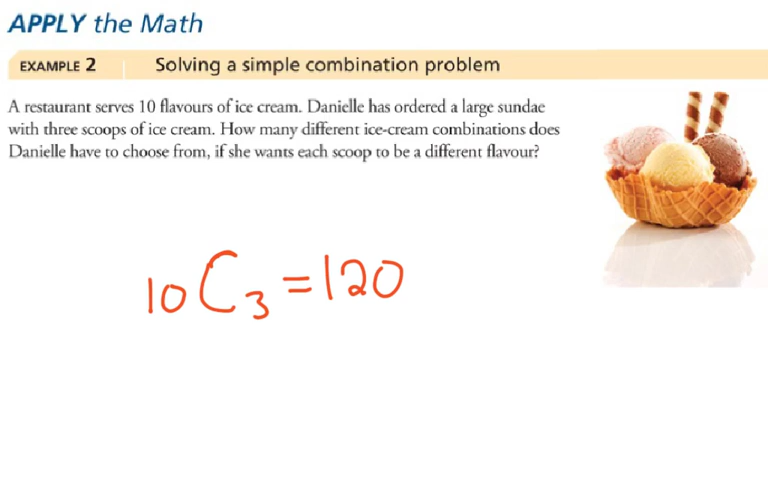 APPLY the Math
EXAMPLE 2 Solving a simple combination problem
A restaurant serves 10 flavours of ice cream. Danielle has ordered a large sundae
with three scoops of ice cream. How many different ice-cream combinations does
Danielle have to choose from, if she wants each scoop to be a different flavour?
₁₀C₃ = 120